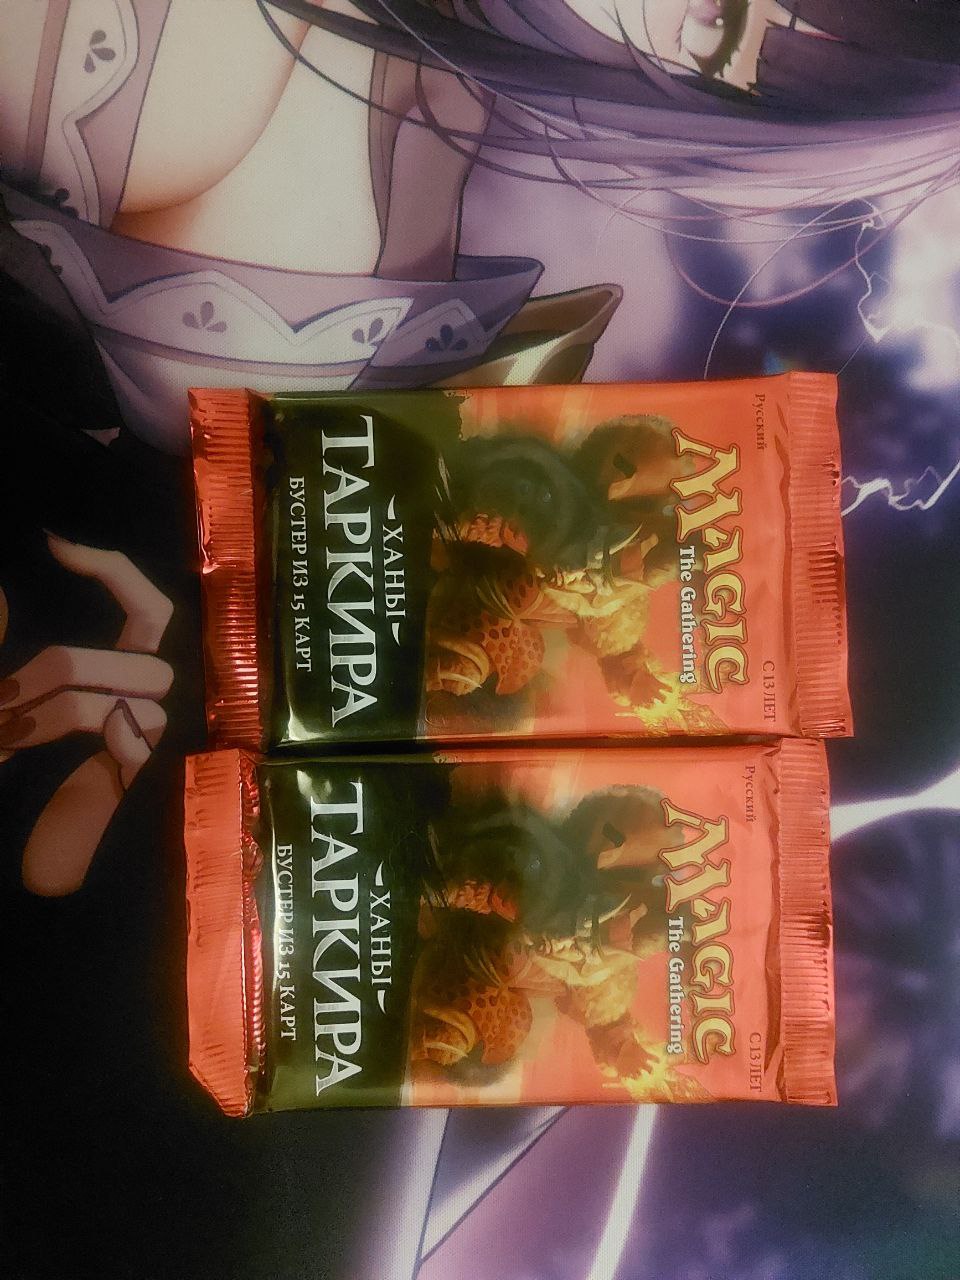 Русский
MAGIC
The Gathering
С 13 ЛЕТ
ХАНЫ
ТАРКИРА
БУСТЕР ИЗ 15 КАРТ
Русский
MAGIC
The Gathering
С 13 ЛЕТ
ХАНЫ
ТАРКИРА
БУСТЕР ИЗ 15 КАРТ